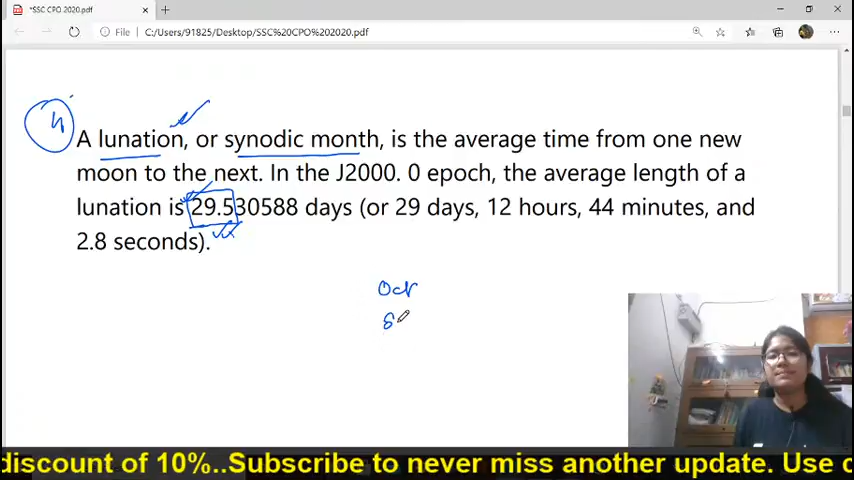 *SSC CPO 2020.pdf
File
C:/Users/91825/Desktop/SSC%20CPO%202020.pdf
4
A lunation, or synodic month, is the average time from one new
moon to the next. In the J2000. 0 epoch, the average length of a
lunation is 29.530588 days (or 29 days, 12 hours, 44 minutes, and
2.8 seconds).
Oct
8
discount of 10%..Subscribe to never miss another update. Use c